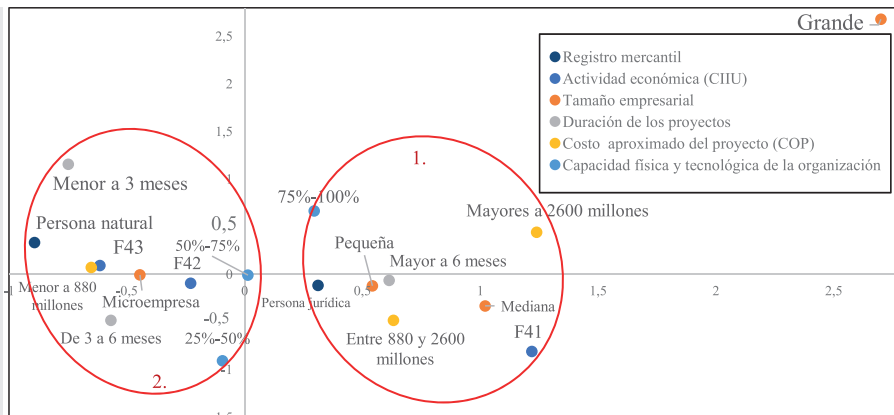 Grande
2,5
Registro mercantil
Actividad económica (CIIU)
Tamaño empresarial
Duración de los proyectos
Costo aproximado del proyecto (COP)
Capacidad física y tecnológica de la organización
2
1,5
1.
1
Menor a 3 meses
75%-100%
Mayores a 2600 millones
Persona natural
0,5
F43
50%-75%
Pequeña
F42
Mayor a 6 meses
0
-1
-0,5
0
0,5
1
1,5
2
2,5
Menor a 880
millones
Microempresa
Persona jurídica
Mediana
-0,5
De 3 a 6 meses
25%-50%
Entre 880 y 2600
millones
F41
-1
2.
-1,5